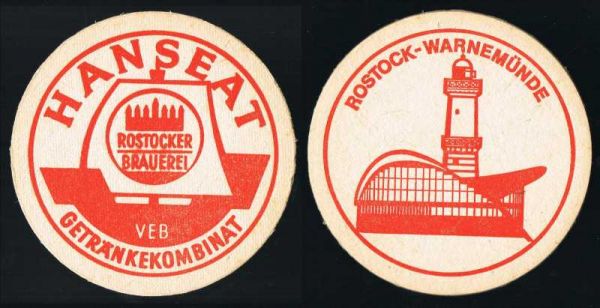 HANSEAT
ROSTOCKER
BRAUEREI
VEB
GETRÄNKEKOMBINAT
ROSTOCK-WARNEMÜNDE